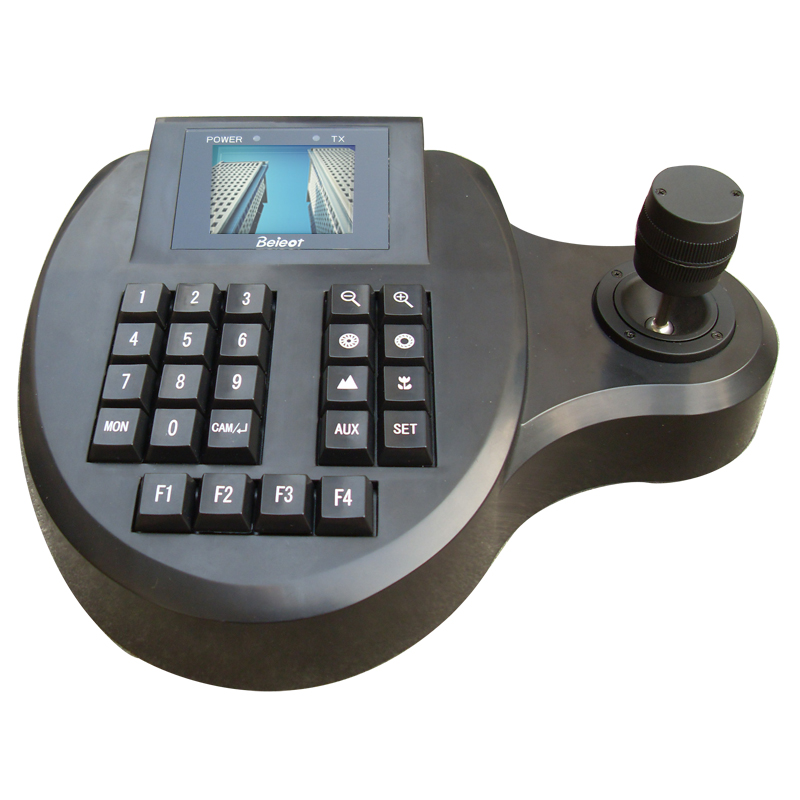 POWER TX
Beleot
1 2 3
4 5 6
7 8 9
MON 0 CAM/↵ AUX SET
F1 F2 F3 F4